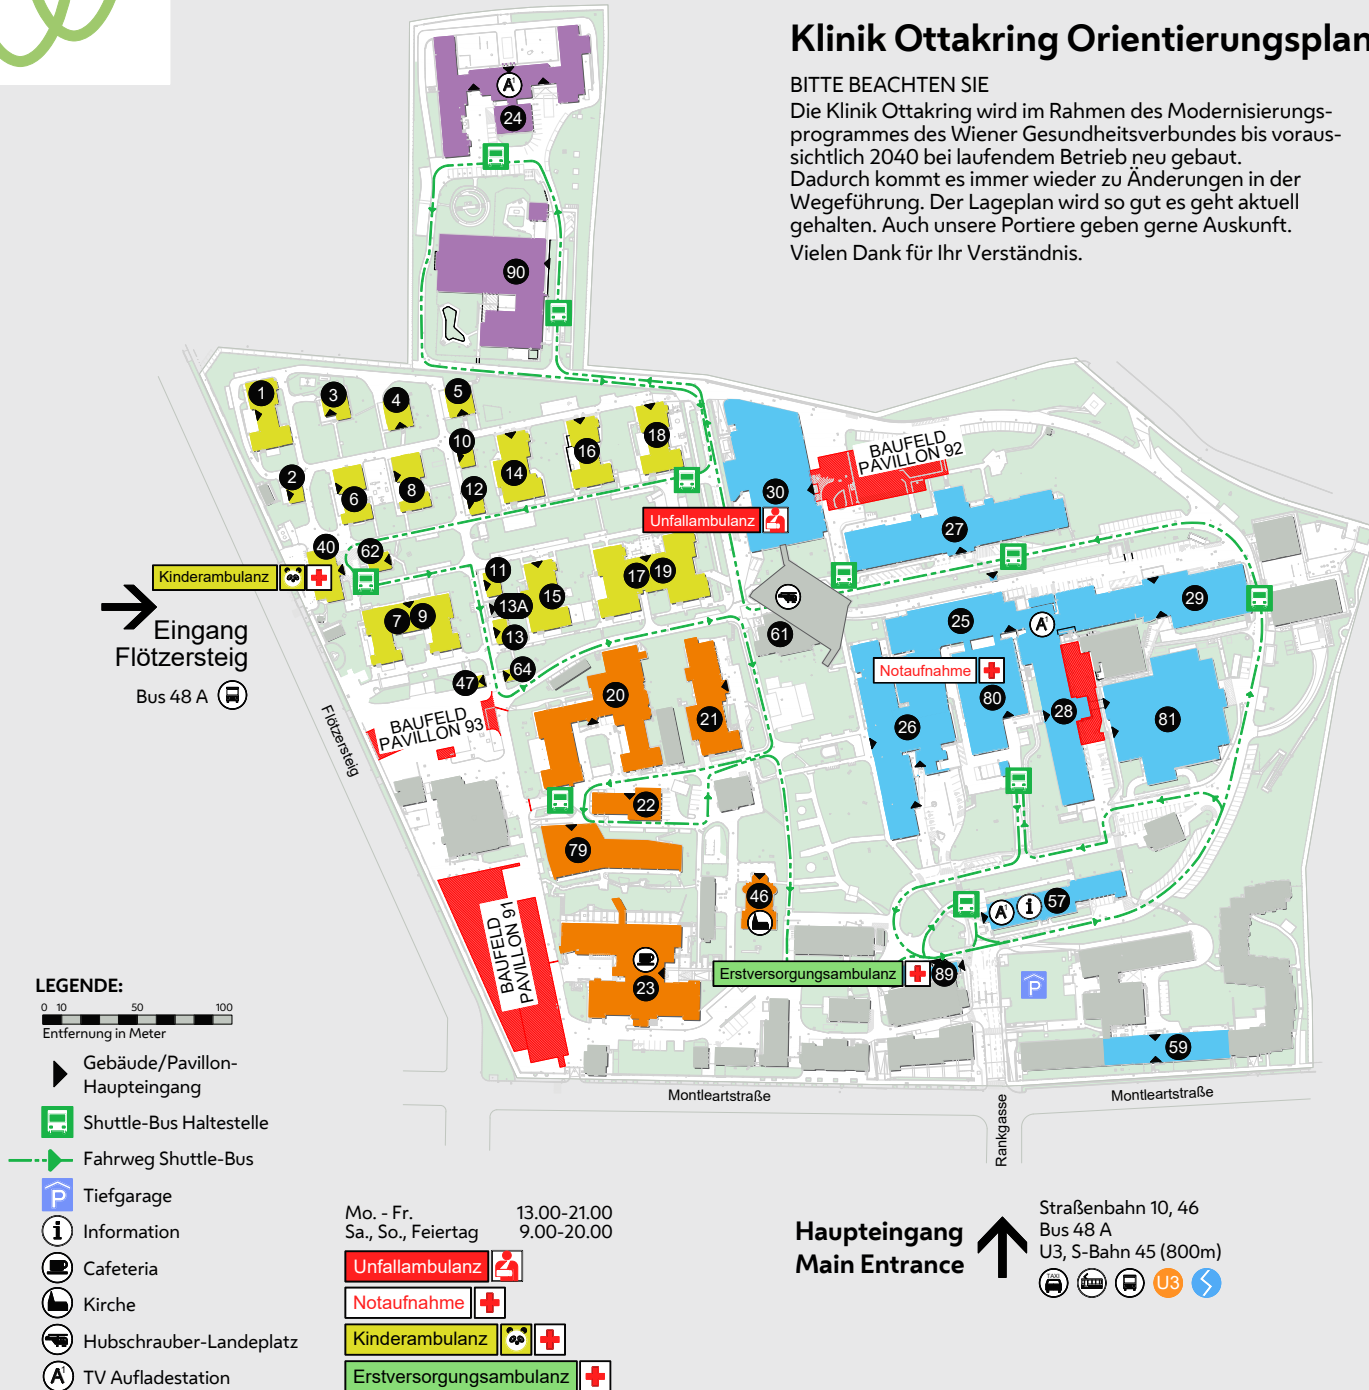 Klinik Ottakring Orientierungsplan
BITTE BEACHTEN SIE
Die Klinik Ottakring wird im Rahmen des Modernisierungs-
programmes des Wiener Gesundheitsverbundes bis voraus-
sichtlich 2040 bei laufendem Betrieb neu gebaut.
Dadurch kommt es immer wieder zu Änderungen in der
Wegeführung. Der Lageplan wird so gut es geht aktuell
gehalten. Auch unsere Portiere geben gerne Auskunft.
Vielen Dank für Ihr Verständnis.
A1
24
90
1
3
4
5
10
18
16
14
2
6
8
12
30
BAUFELD
PAVILLON 92
Unfallambulanz
27
40
62
Kinderambulanz
11
17
19
15
13A
13
7
9
Eingang
Flötzersteig
Bus 48 A
61
25
A1
29
64
47
Notaufnahme
20
21
80
28
81
26
BAUFELD
PAVILLON 93
Flötzersteig
22
79
46
57
A1
i
BAUFELD
PAVILLON 91
23
Erstversorgungsambulanz
89
P
59
Montleartstraße
Montleartstraße
Rankgasse
LEGENDE:
0 10 50 100
Entfernung in Meter
Gebäude/Pavillon-
Haupteingang
Shuttle-Bus Haltestelle
Fahrweg Shuttle-Bus
P Tiefgarage
i Information
Cafeteria
Kirche
Hubschrauber-Landeplatz
A1 TV Aufladestation
Mo. - Fr. 13.00-21.00
Sa., So., Feiertag 9.00-20.00
Unfallambulanz
Notaufnahme
Kinderambulanz
Erstversorgungsambulanz
Haupteingang
Main Entrance
Straßenbahn 10, 46
Bus 48 A
U3, S-Bahn 45 (800m)
TAXI
U3